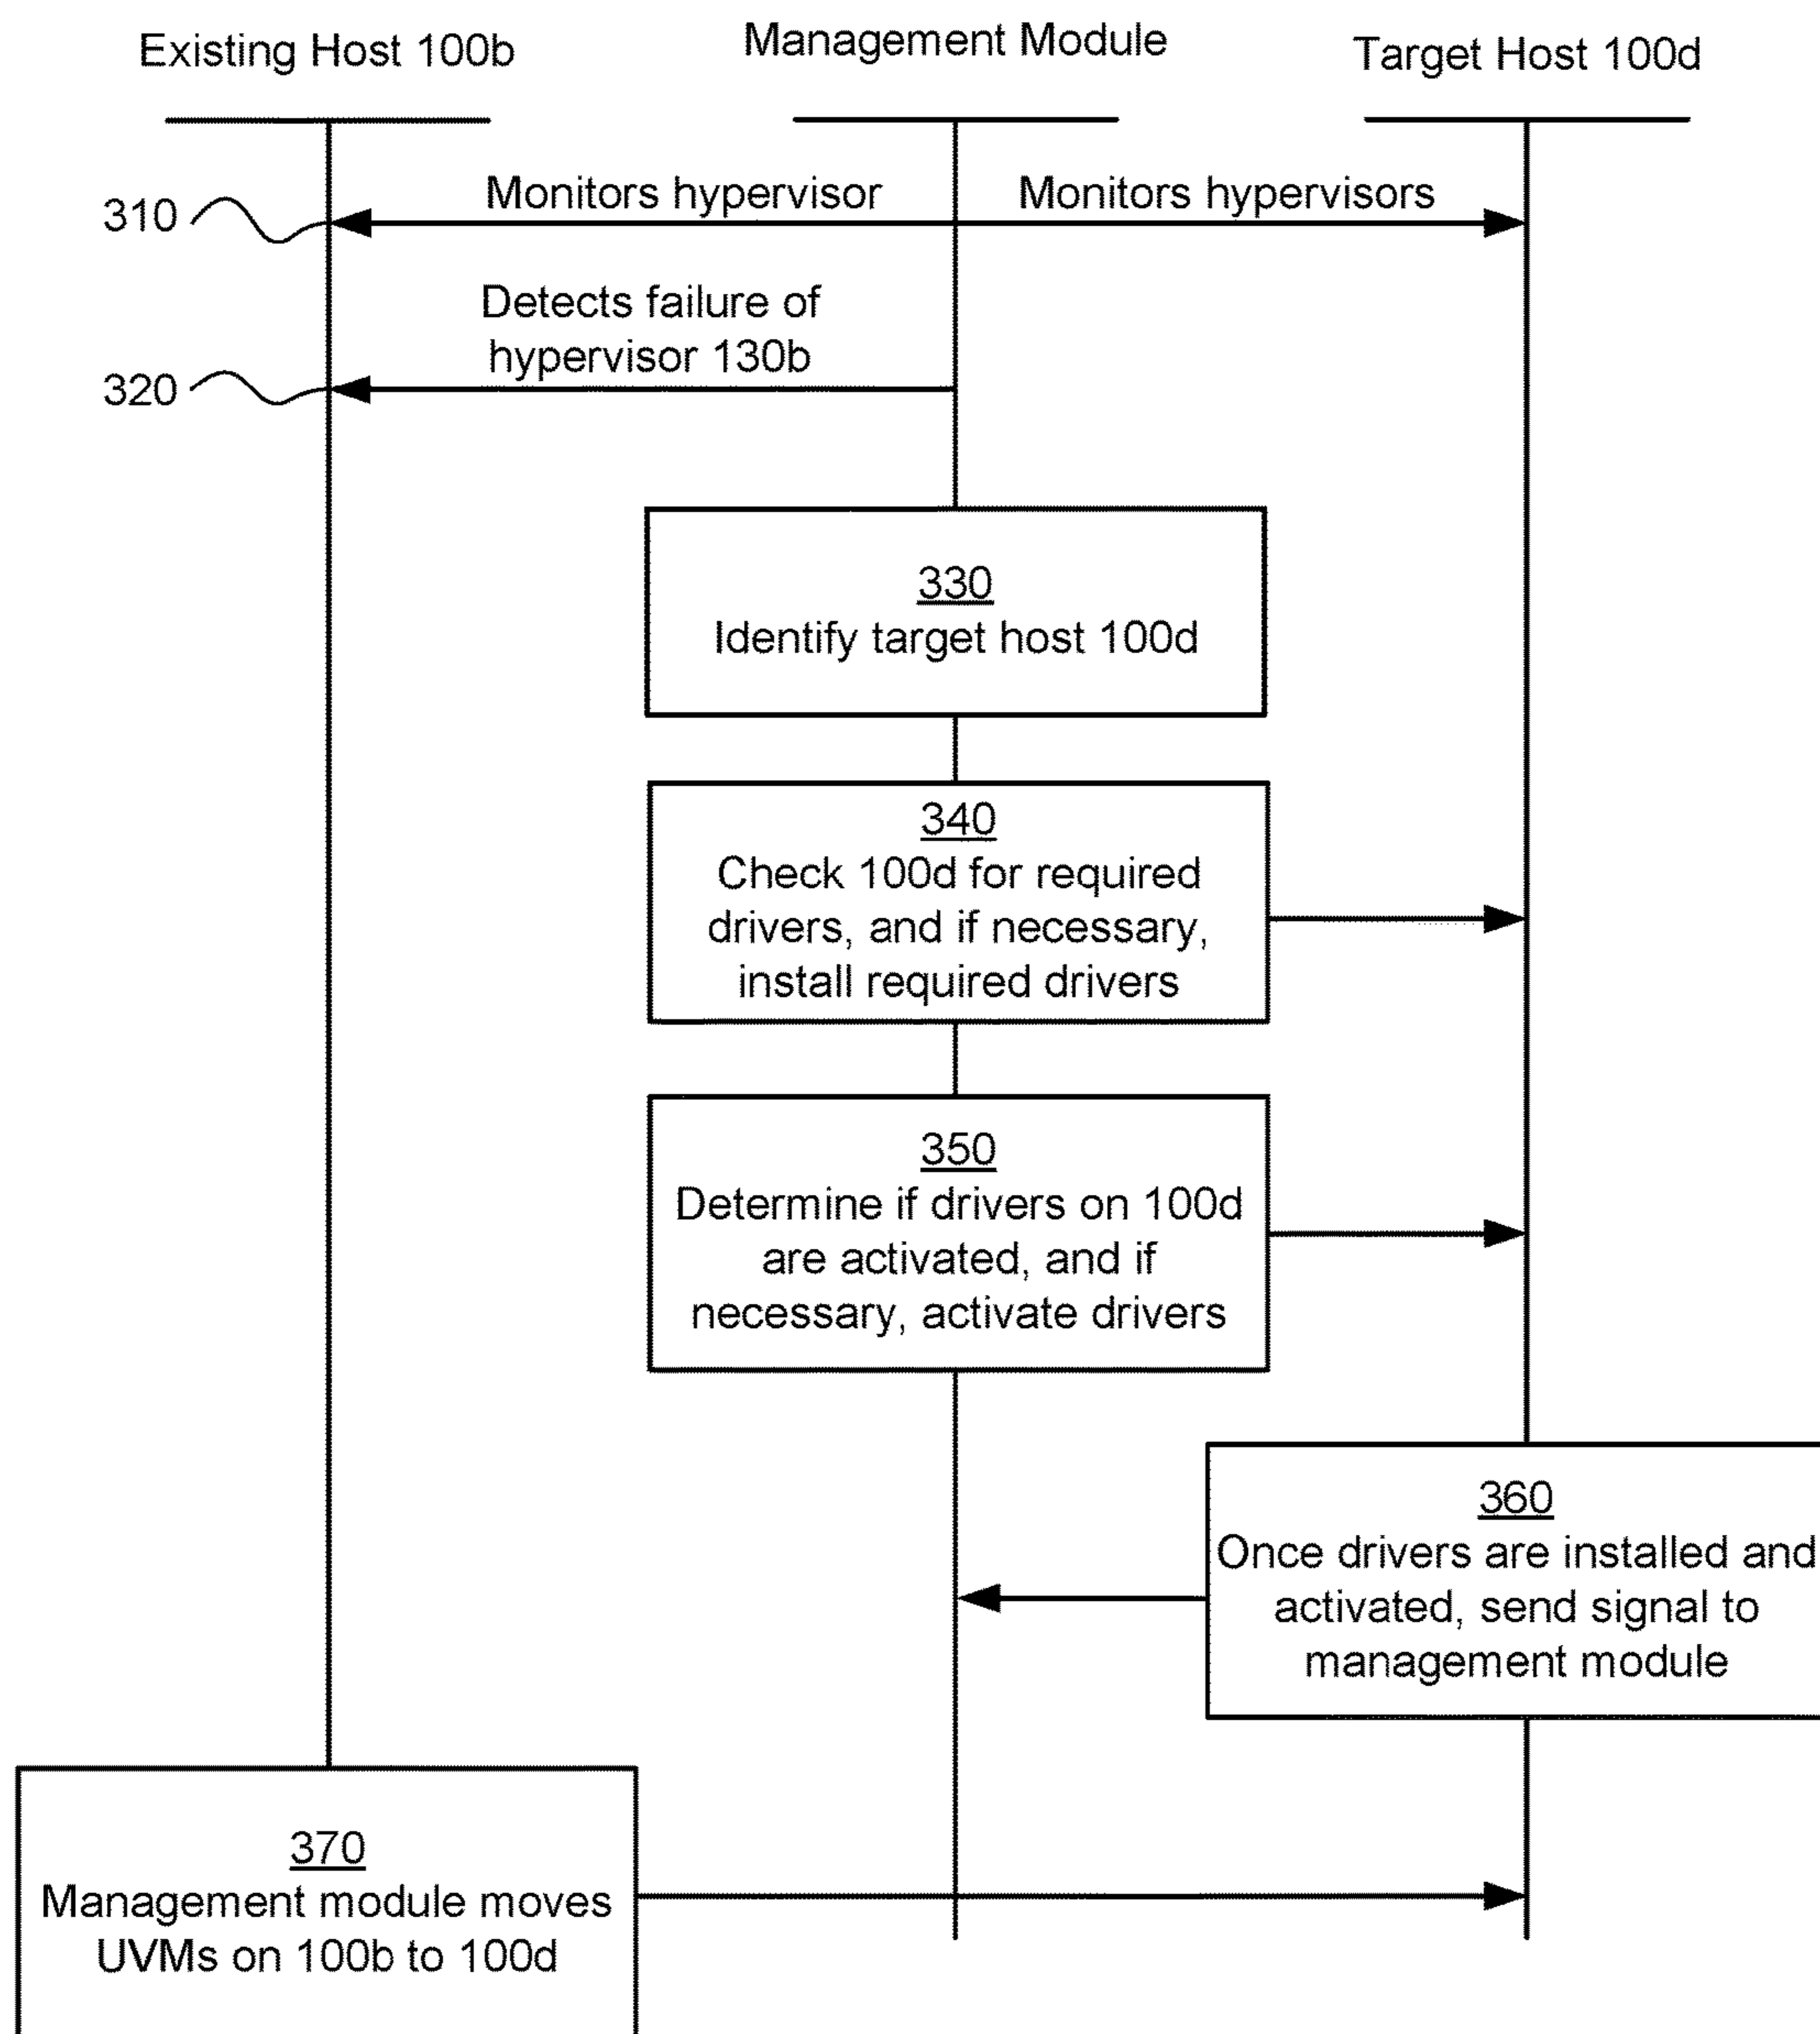 Existing Host 100b
Management Module
Target Host 100d
310
Monitors hypervisor
Monitors hypervisors
320
Detects failure of
hypervisor 130b
330
Identify target host 100d
340
Check 100d for required
drivers, and if necessary,
install required drivers
350
Determine if drivers on 100d
are activated, and if
necessary, activate drivers
360
Once drivers are installed and
activated, send signal to
management module
370
Management module moves
UVMs on 100b to 100d